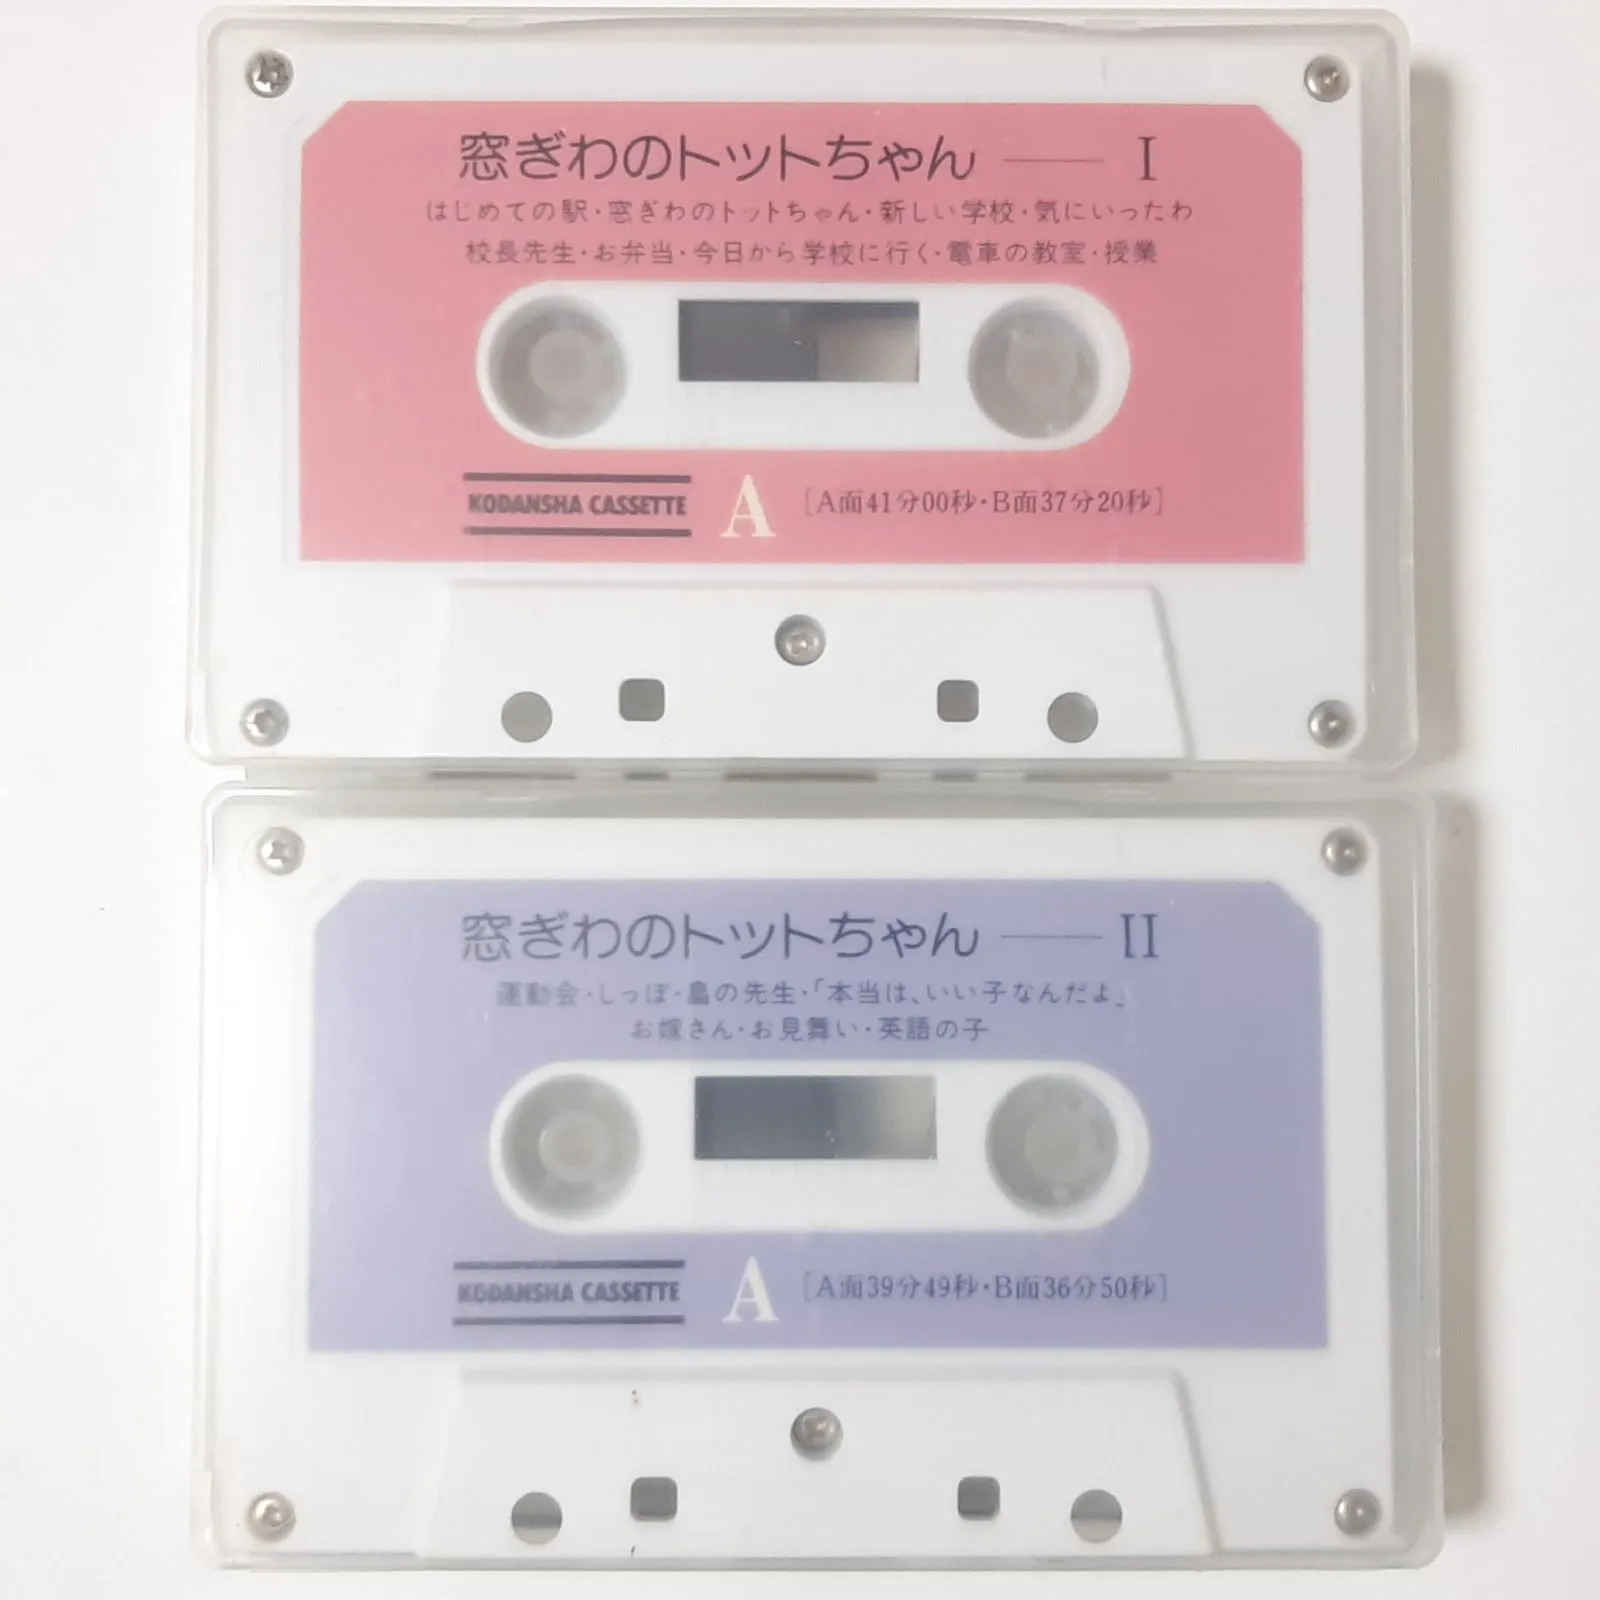 窓ぎわのトットちゃん —— I
はじめての駅・窓ぎわのトットちゃん・新しい学校・気にいったわ
校長先生・お弁当・今日から学校に行く・電車の教室・授業
KODANSHA CASSETTE A [A面41分00秒・B面37分20秒]
窓ぎわのトットちゃん —— II
運動会・しっぽ・畠の先生・「本当は、いい子なんだよ」
お嫁さん・お見舞い・英語の子
KODANSHA CASSETTE A [A面39分49秒・B面36分50秒]